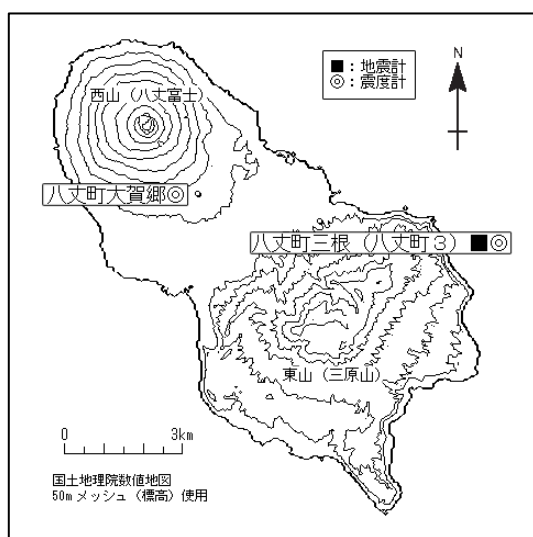 ■：地震計
◎：震度計
N
西山（八丈富士）
八丈町大賀郷◎
八丈町三根（八丈町３）■◎
東山（三原山）
0 3km
国土地理院数値地図
50mメッシュ（標高）使用